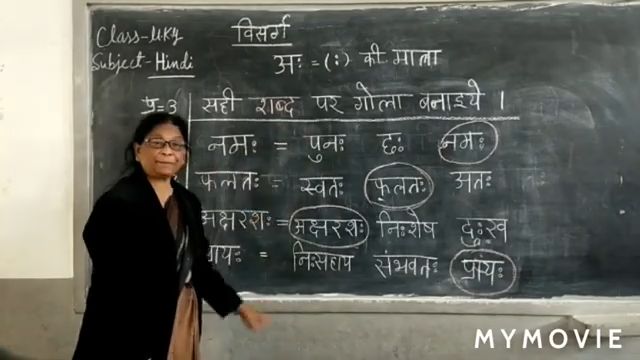 Class-UKG
विसर्ग
Subject-Hindi
अः = (ः) की माला
प्र=3 सही शब्द पर गोला बनाइये ।
नमः = पुनः छः नमः
फलतः = स्वतः फलतः अतः
अक्षरशः = अक्षरशः निःशेष दुःख
= निःसहाय संभवतः प्रायः
MYMOVIE